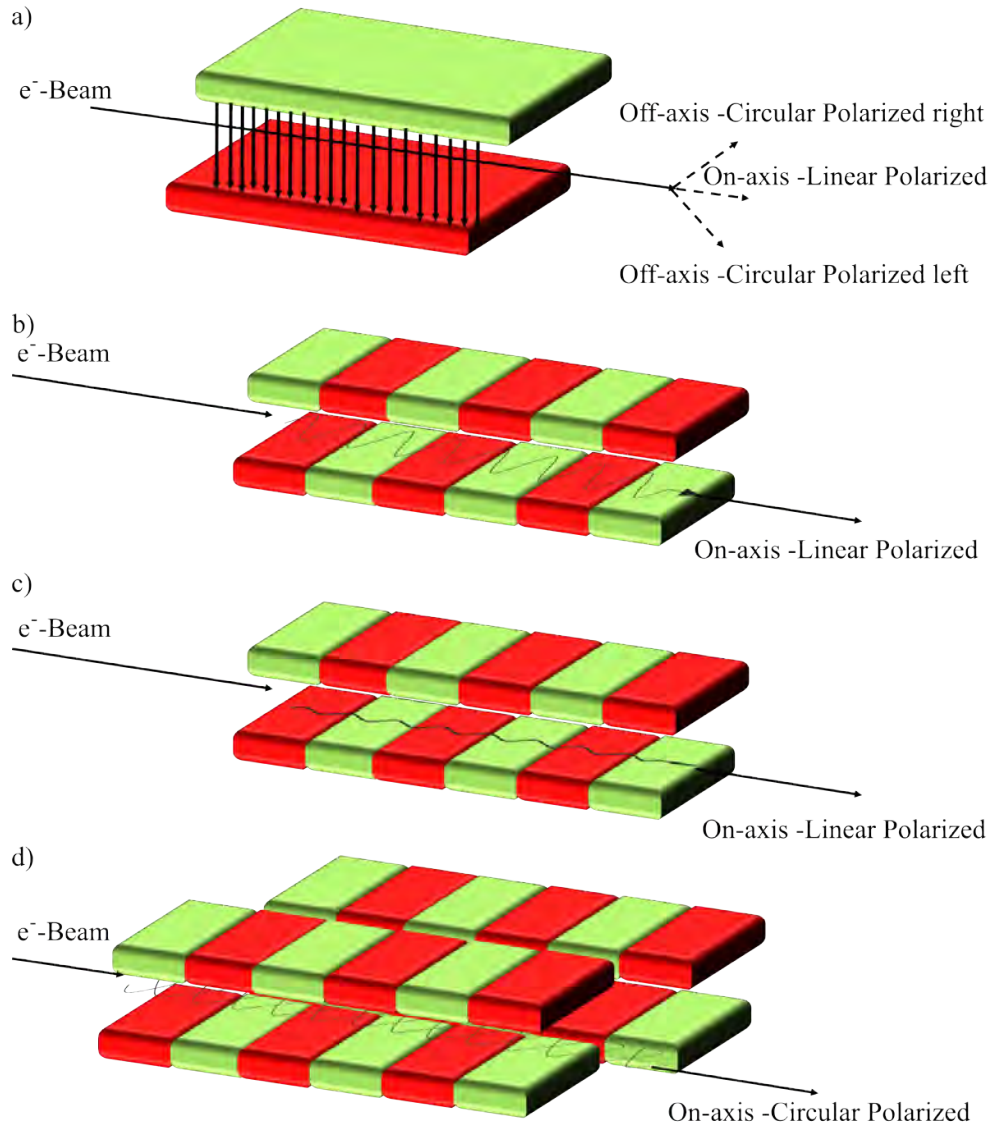 a)
e⁻-Beam
Off-axis -Circular Polarized right
On-axis -Linear Polarized
Off-axis -Circular Polarized left
b)
e⁻-Beam
On-axis -Linear Polarized
c)
e⁻-Beam
On-axis -Linear Polarized
d)
e⁻-Beam
On-axis -Circular Polarized